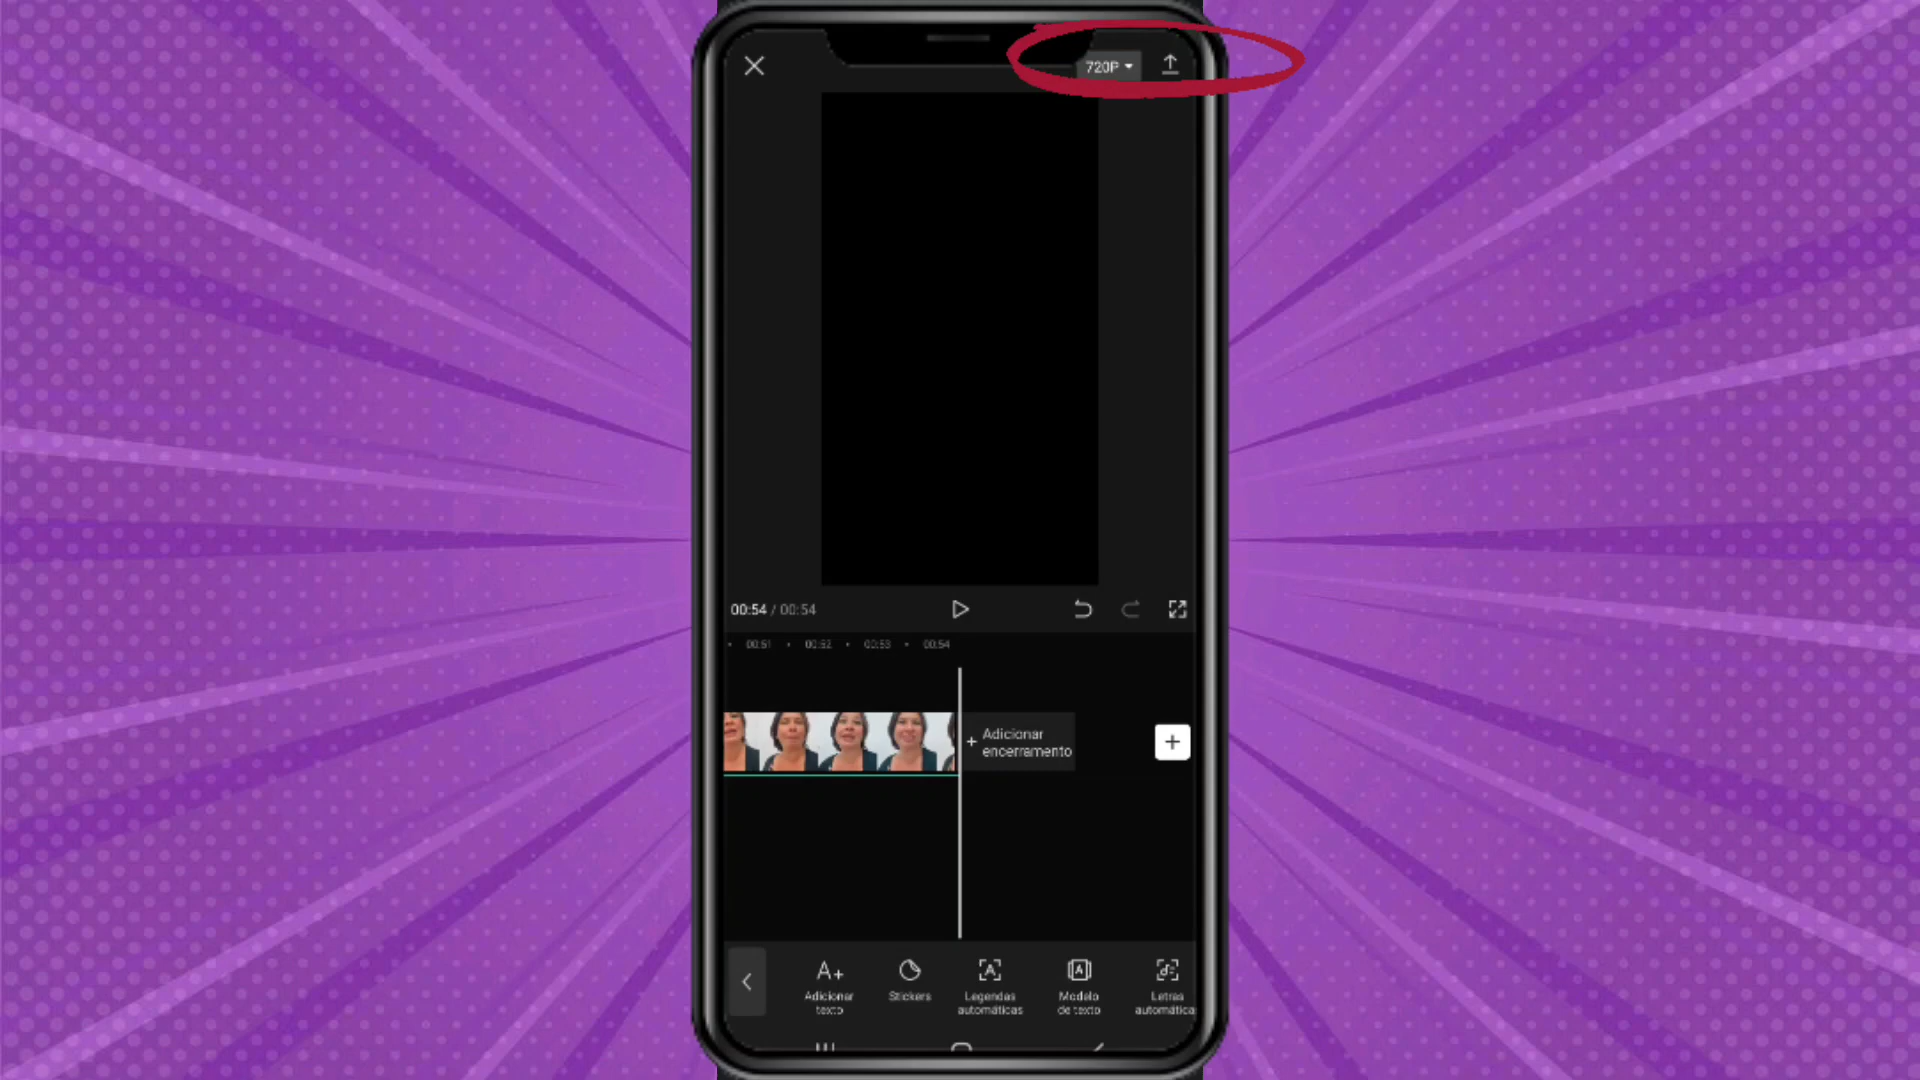 720P
00:54 / 00:54
00:51 00:52 00:53 00:54
+ Adicionar
encerramento
+
A+
Adicionar
texto
Stickers
Legendas
automáticas
Modelo
de texto
Letras
automática